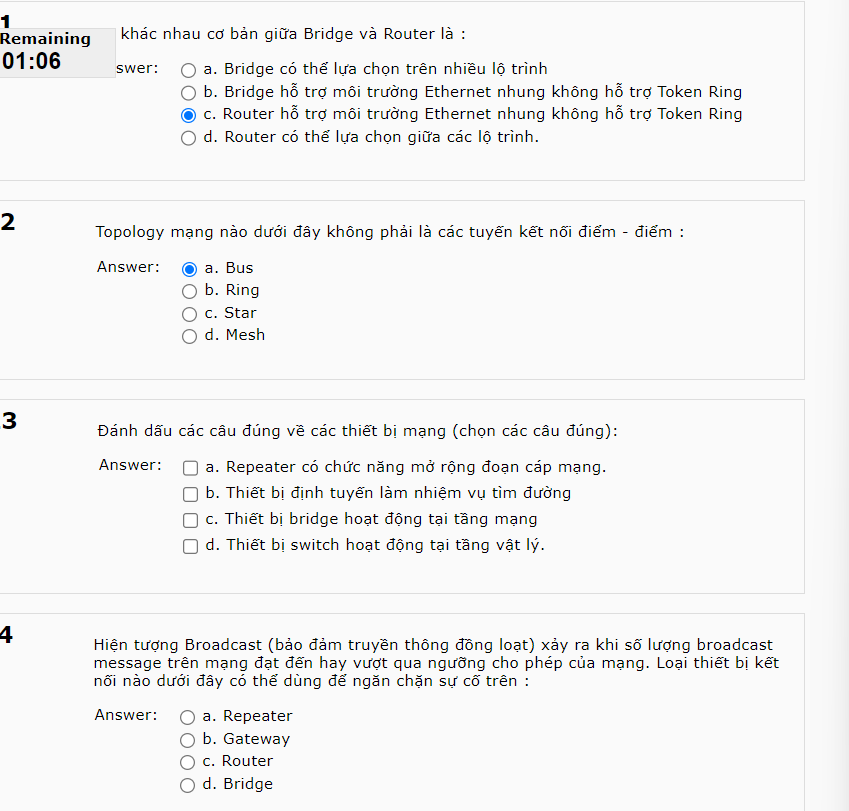 1
Remaining
01:06
khác nhau cơ bản giữa Bridge và Router là :
swer:
a. Bridge có thể lựa chọn trên nhiều lộ trình
b. Bridge hỗ trợ môi trường Ethernet nhung không hỗ trợ Token Ring
c. Router hỗ trợ môi trường Ethernet nhung không hỗ trợ Token Ring
d. Router có thể lựa chọn giữa các lộ trình.
2
Topology mạng nào dưới đây không phải là các tuyến kết nối điểm - điểm :
Answer:
a. Bus
b. Ring
c. Star
d. Mesh
3
Đánh dấu các câu đúng về các thiết bị mạng (chọn các câu đúng):
Answer:
a. Repeater có chức năng mở rộng đoạn cáp mạng.
b. Thiết bị định tuyến làm nhiệm vụ tìm đường
c. Thiết bị bridge hoạt động tại tầng mạng
d. Thiết bị switch hoạt động tại tầng vật lý.
4
Hiện tượng Broadcast (bảo đảm truyền thông đồng loạt) xảy ra khi số lượng broadcast
message trên mạng đạt đến hay vượt qua ngưỡng cho phép của mạng. Loại thiết bị kết
nối nào dưới đây có thể dùng để ngăn chặn sự cố trên :
Answer:
a. Repeater
b. Gateway
c. Router
d. Bridge